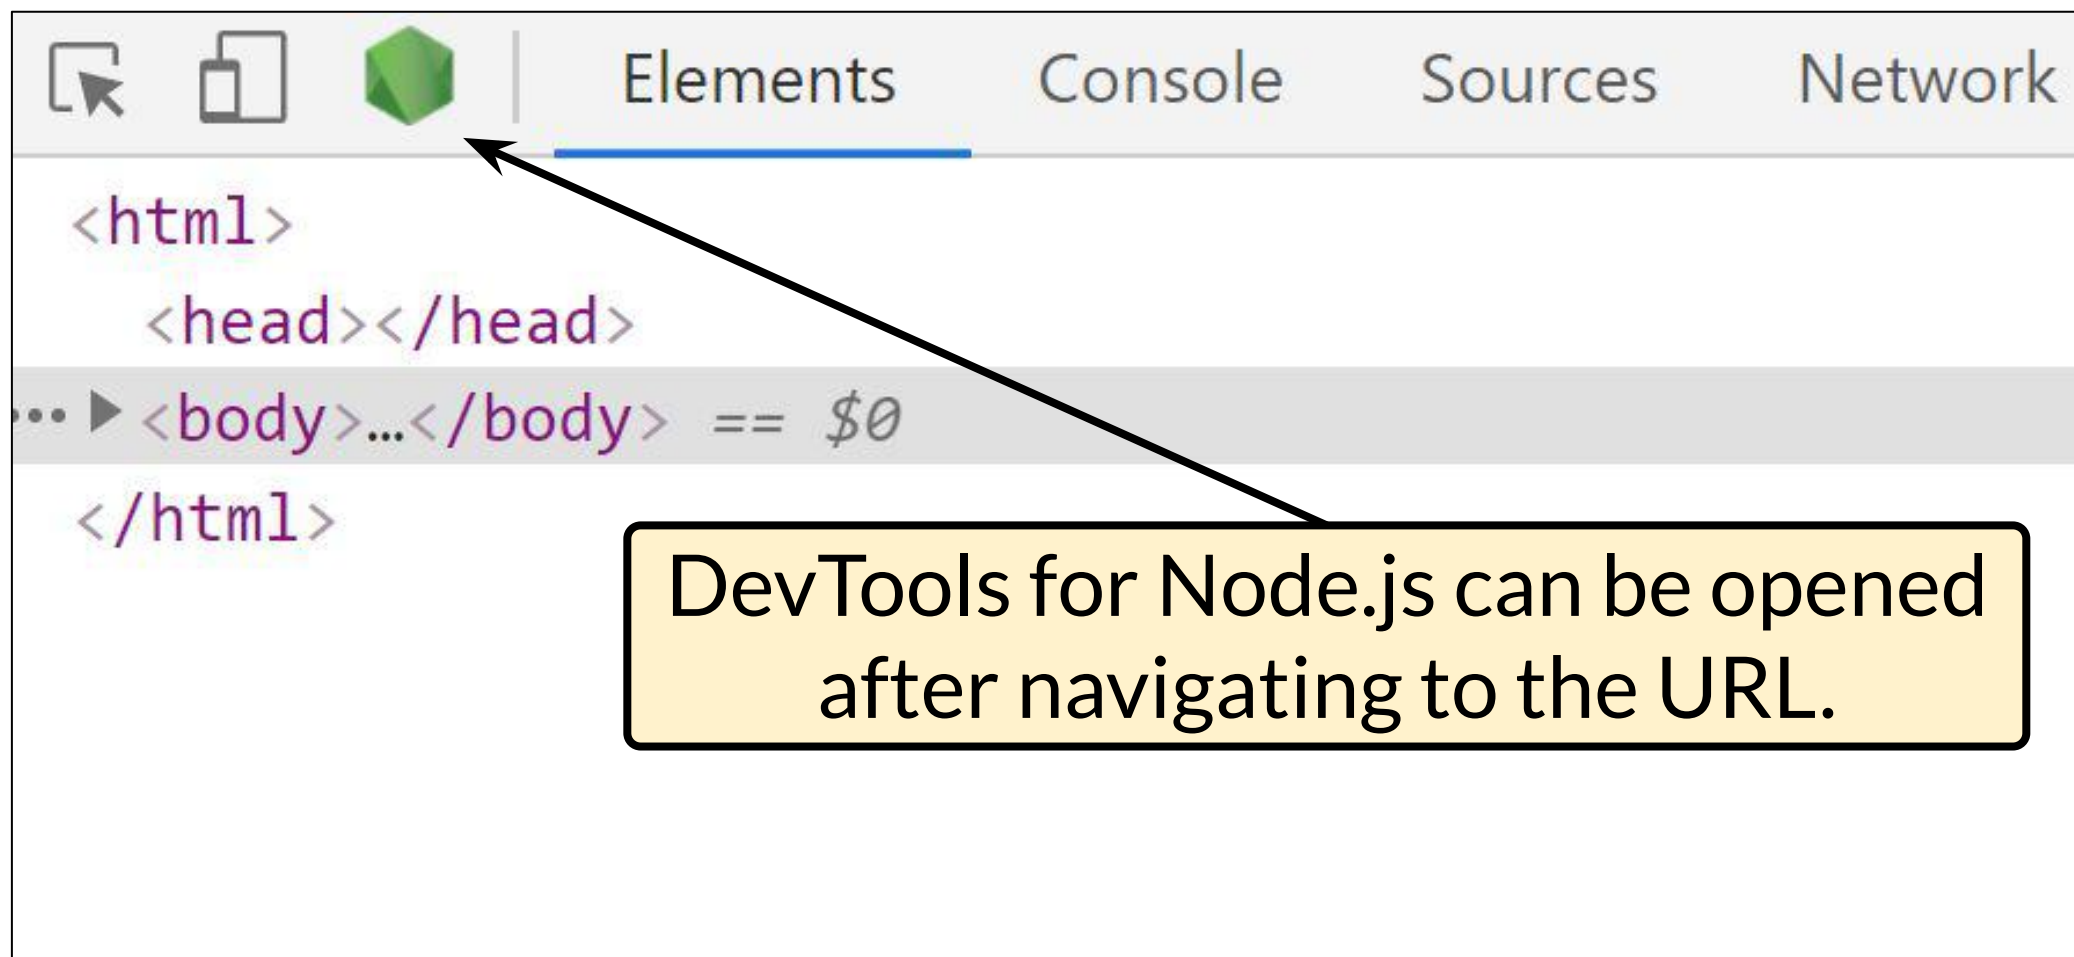 Elements Console Sources Network
<html>
<head></head>
<body>…</body> == $0
</html>
DevTools for Node.js can be opened
after navigating to the URL.